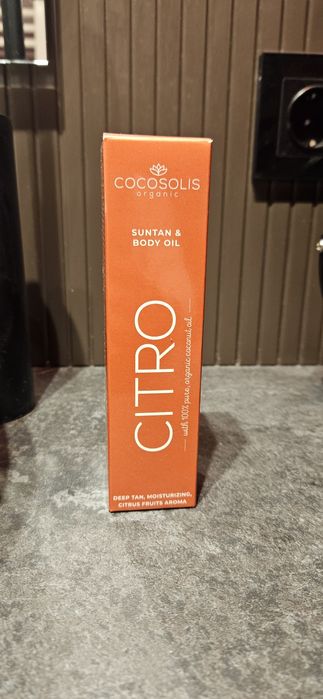 COCOSOLIS
organic
SUNTAN &
BODY OIL
CITRO
with 100% pure, organic coconut oil
DEEP TAN, MOISTURIZING,
CITRUS FRUITS AROMA